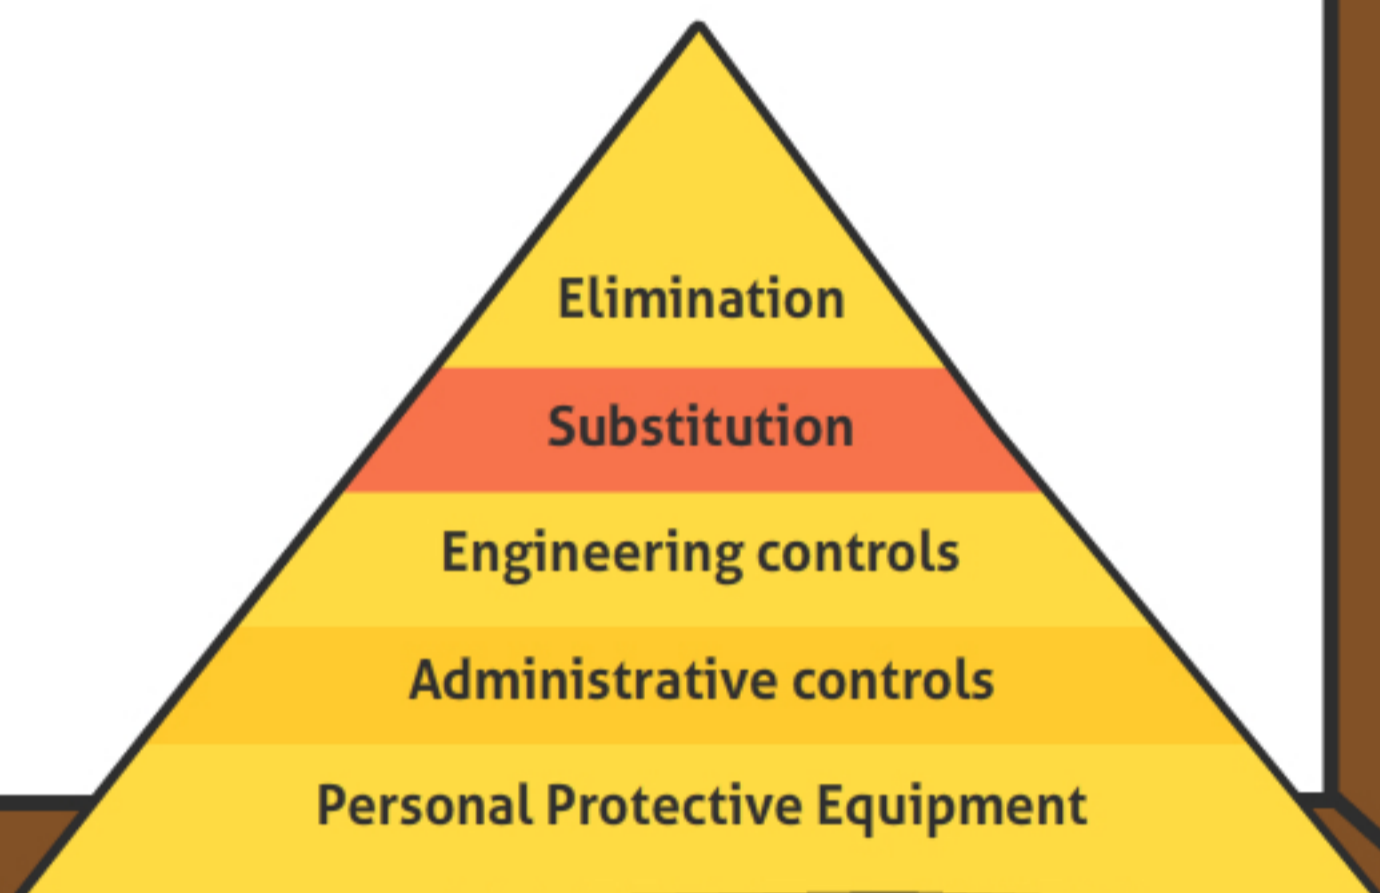 Elimination
Substitution
Engineering controls
Administrative controls
Personal Protective Equipment